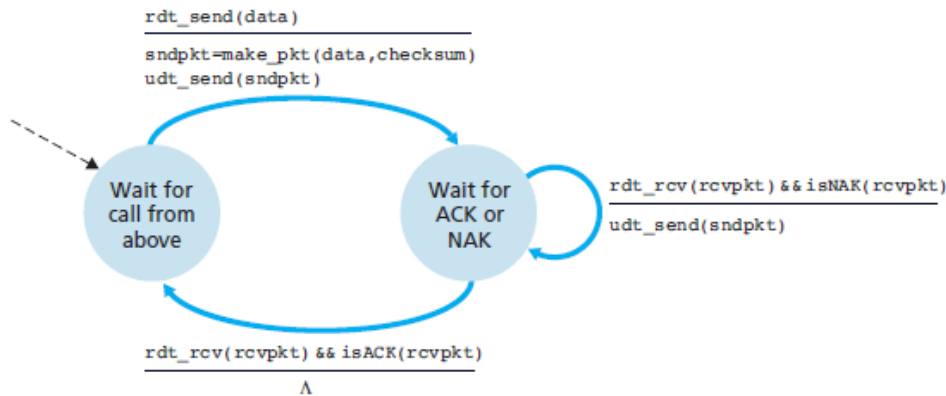 rdt_send(data)
sndpkt=make_pkt(data,checksum)
udt_send(sndpkt)
Wait for
call from
above
Wait for
ACK or
NAK
rdt_rcv(rcvpkt) && isNAK(rcvpkt)
udt_send(sndpkt)
rdt_rcv(rcvpkt) && isACK(rcvpkt)
Λ